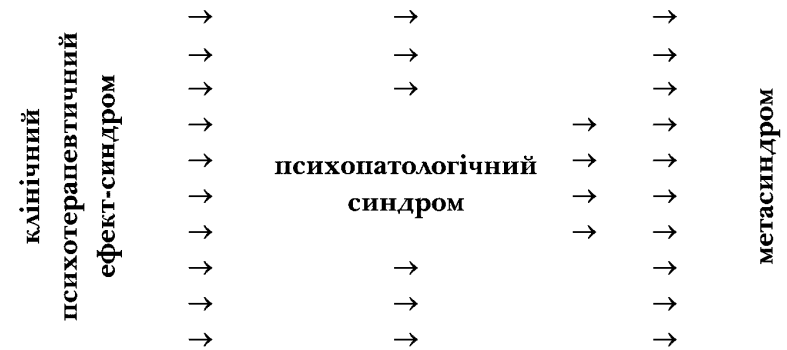 клінічний
психотерапевтичний
ефект-синдром
психопатологічний
синдром
метасиндром